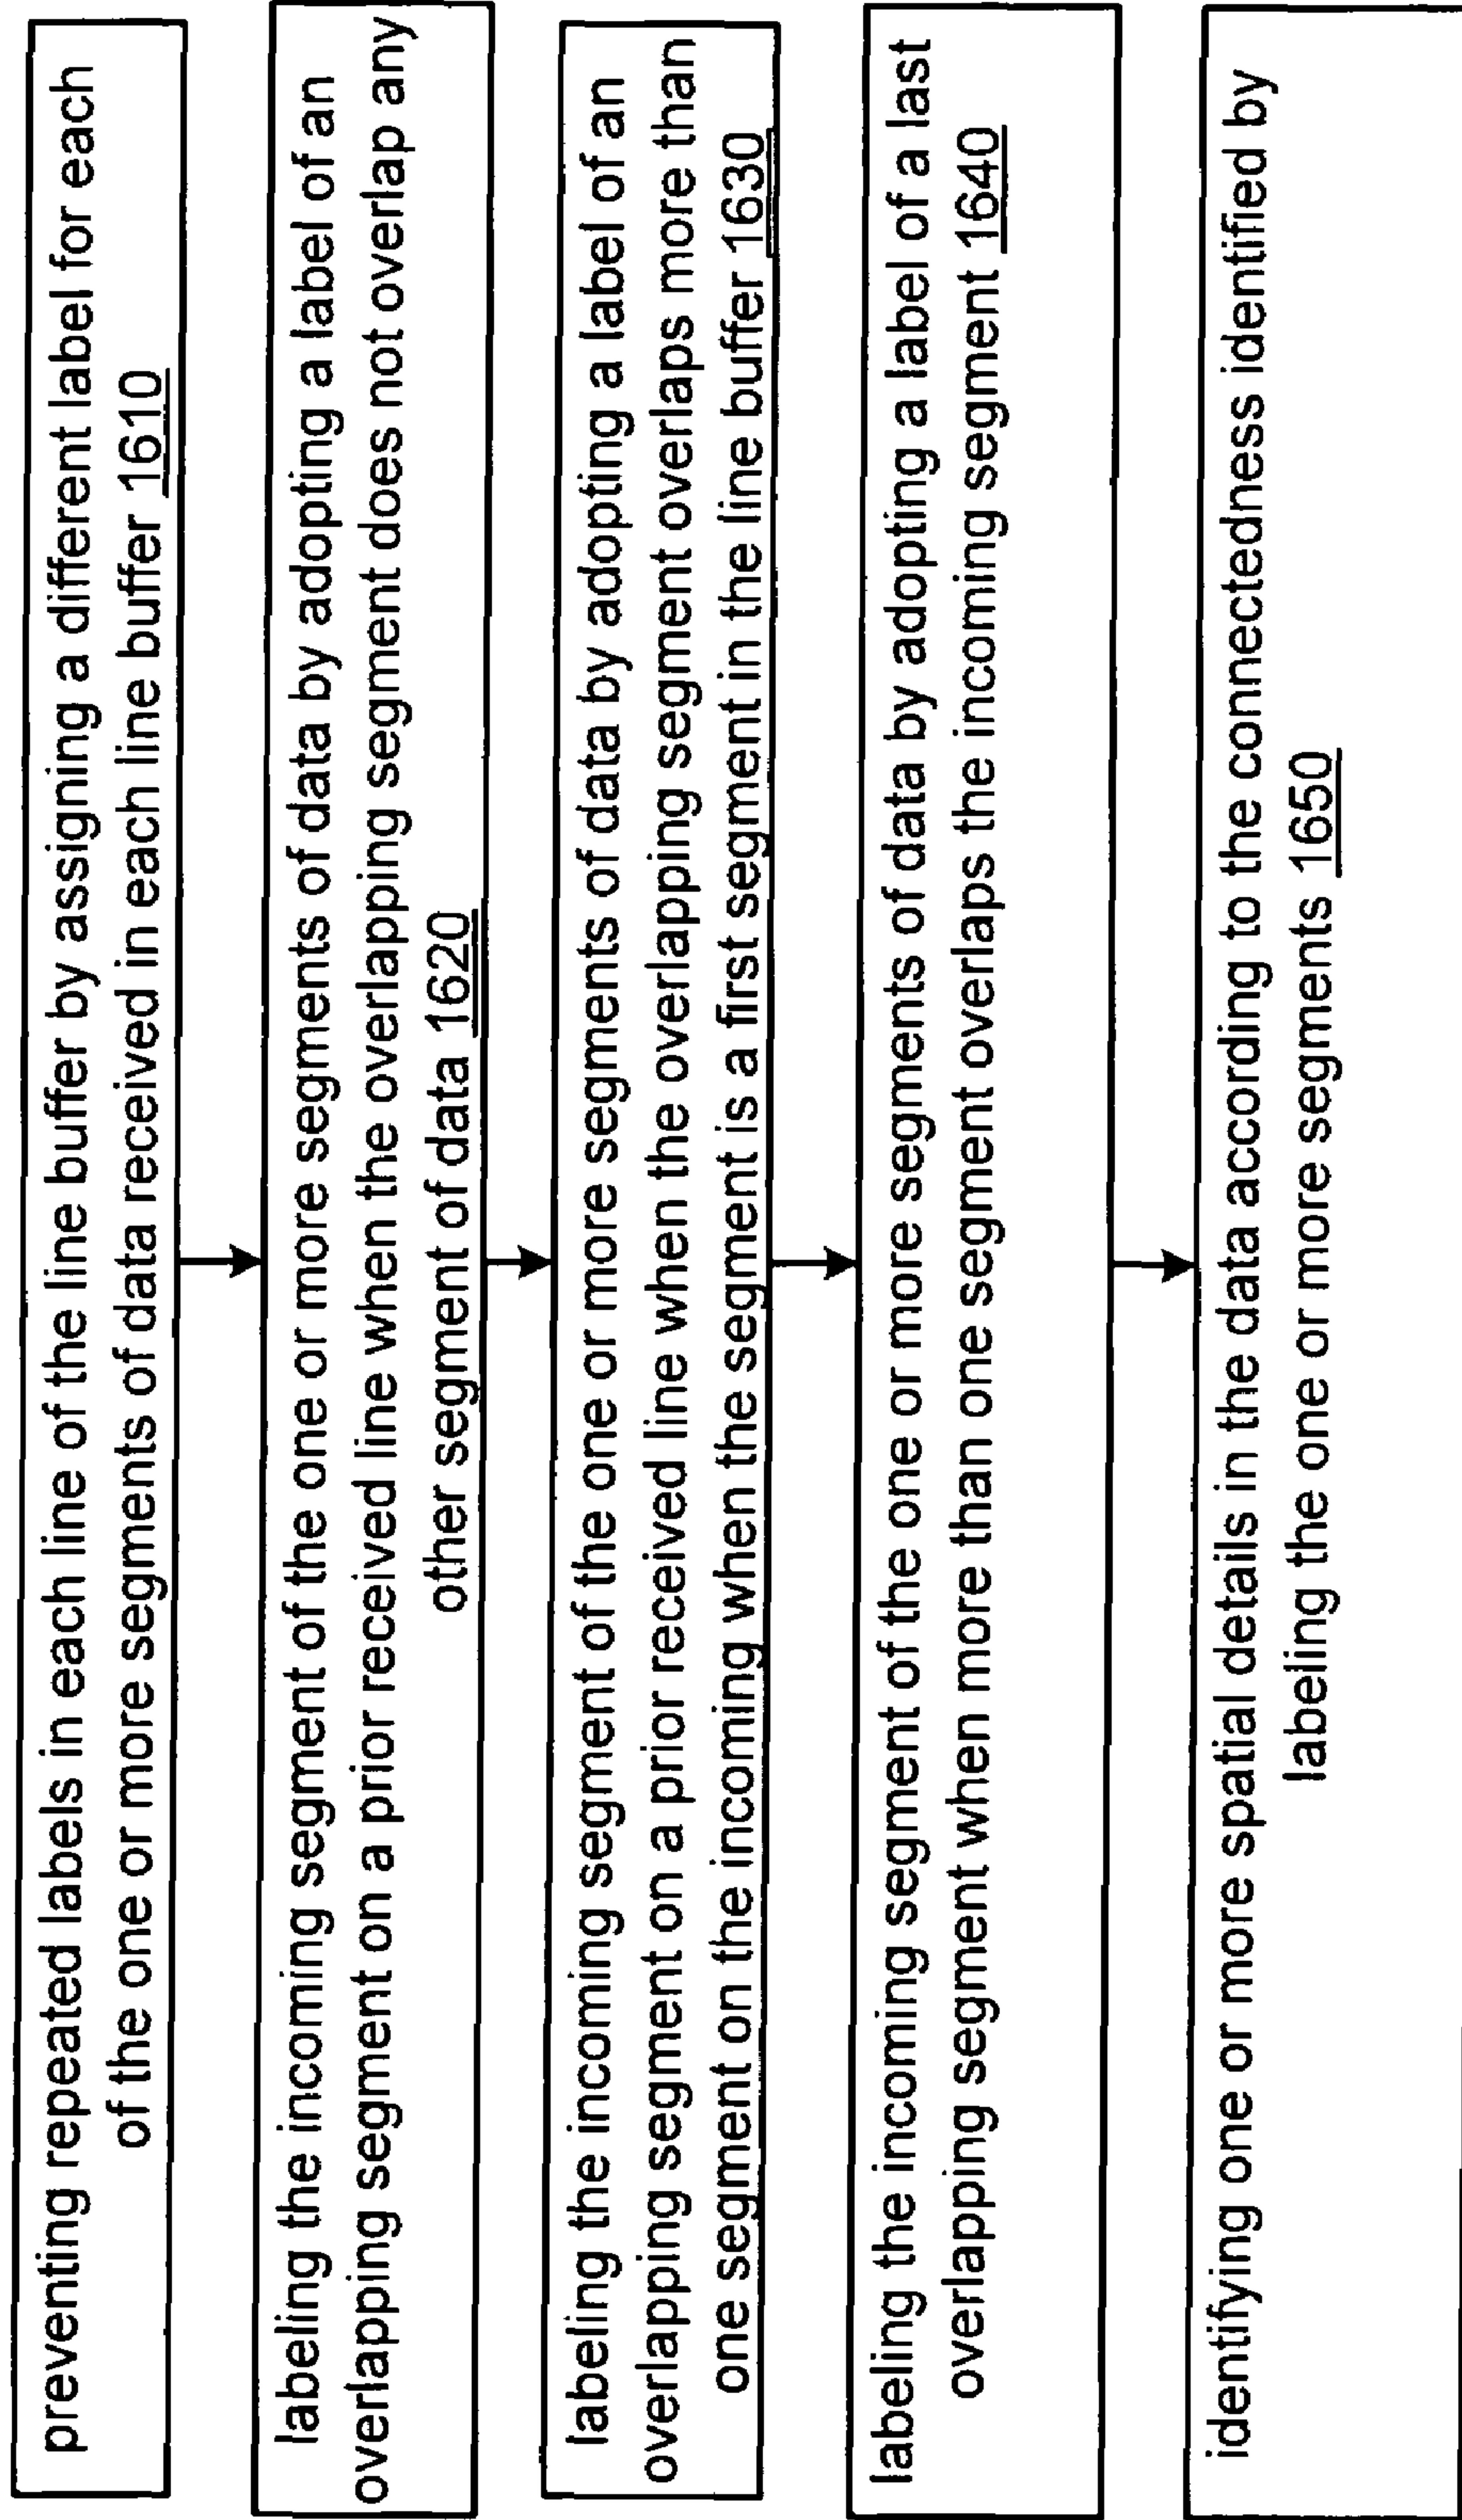 preventing repeated labels in each line of the line buffer by assigning a different label for each
of the one or more segments of data received in each line buffer 1610
labeling the incoming segment of the one or more segments of data by adopting a label of an
overlapping segment on a prior received line when the overlapping segment does not overlap any
other segment of data 1620
labeling the incoming segment of the one or more segments of data by adopting a label of an
overlapping segment on a prior received line when the overlapping segment overlaps more than
one segment on the incoming when the segment is a first segment in the line buffer 1630
labeling the incoming segment of the one or more segments of data by adopting a label of a last
overlapping segment when more than one segment overlaps the incoming segment 1640
identifying one or more spatial details in the data according to the connectedness identified by
labeling the one or more segments 1650